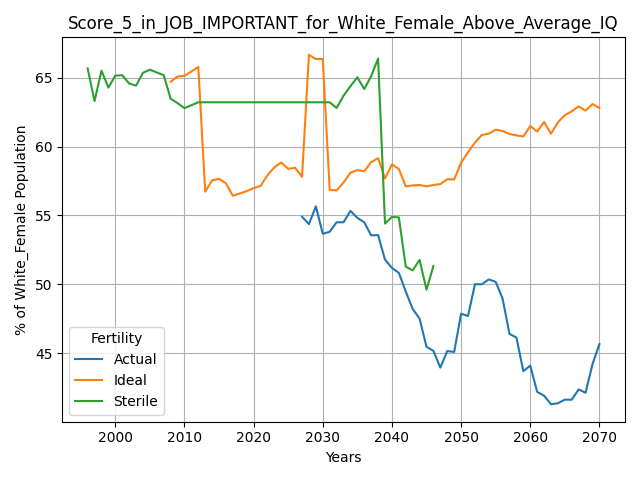 Score_5_in_JOB_IMPORTANT_for_White_Female_Above_Average_IQ
% of White_Female Population
65
60
55
50
45
Fertility
Actual
Ideal
Sterile
2000 2010 2020 2030 2040 2050 2060 2070
Years